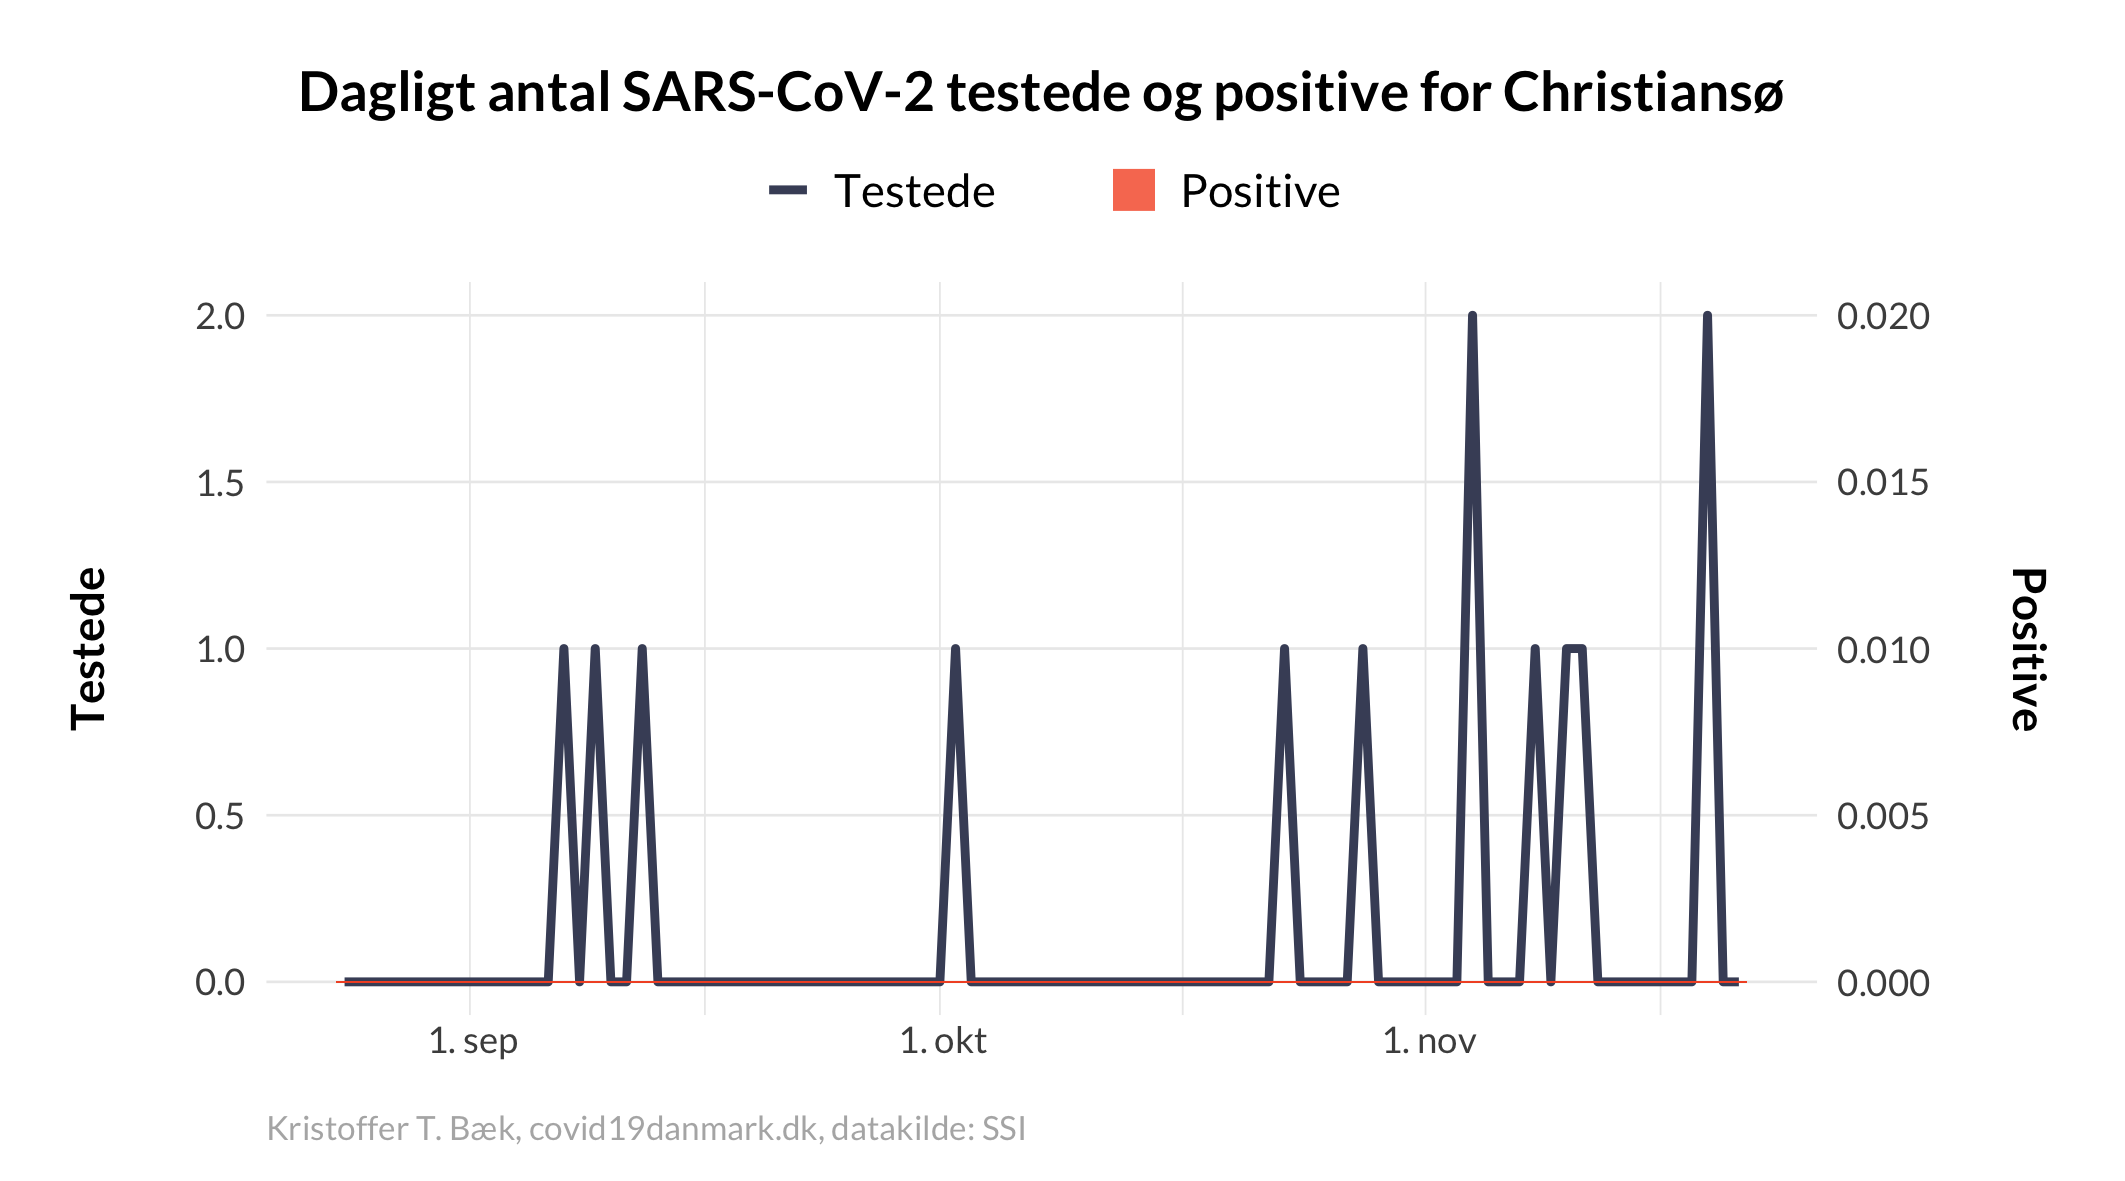 Dagligt antal SARS-CoV-2 testede og positive for Christiansø
Testede Positive
2.0 0.020
1.5 0.015
1.0 0.010
0.5 0.005
0.0 0.000
Testede
Positive
1. sep 1. okt 1. nov
Kristoffer T. Bæk, covid19danmark.dk, datakilde: SSI